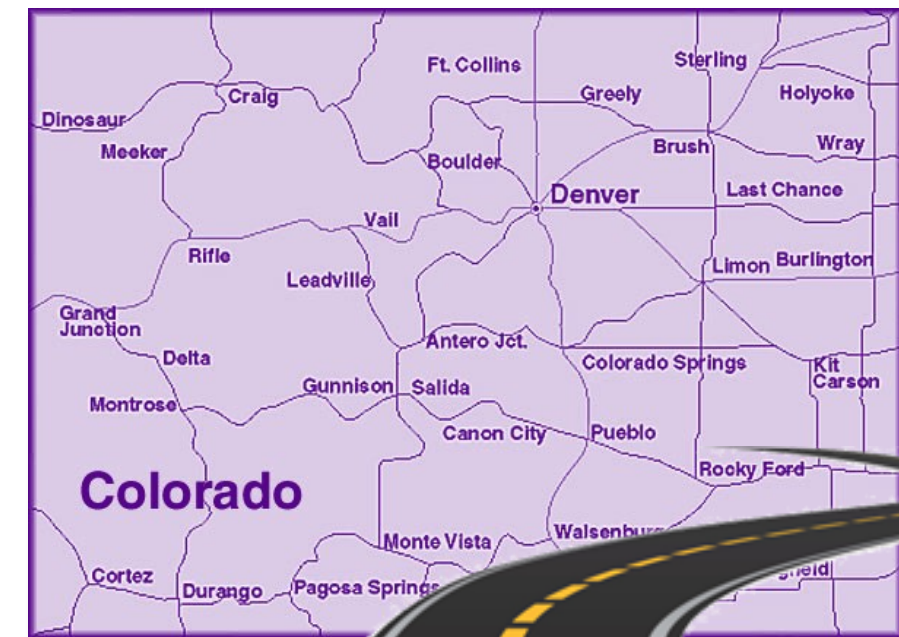 Ft. Collins
Sterling
Craig
Greely
Holyoke
Dinosaur
Meeker
Boulder
Brush
Wray
Denver
Last Chance
Vail
Rifle
Leadville
Limon
Burlington
Grand
Junction
Antero Jct.
Delta
Colorado Springs
Kit
Carson
Gunnison
Salida
Montrose
Canon City
Pueblo
Rocky Ford
Colorado
Monte Vista
Cortez
Durango
Pagosa Springs